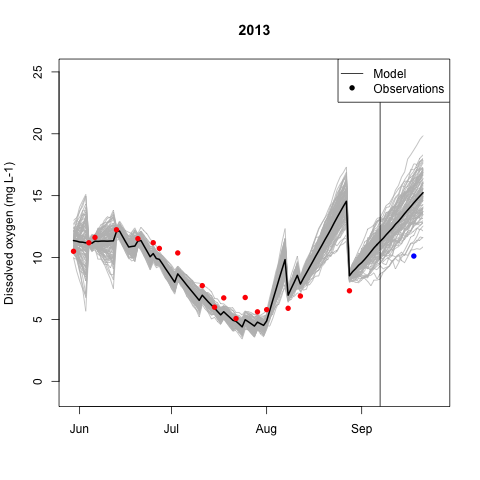 2013
Model
Observations
Dissolved oxygen (mg L-1)
25
20
15
10
5
0
Jun
Jul
Aug
Sep